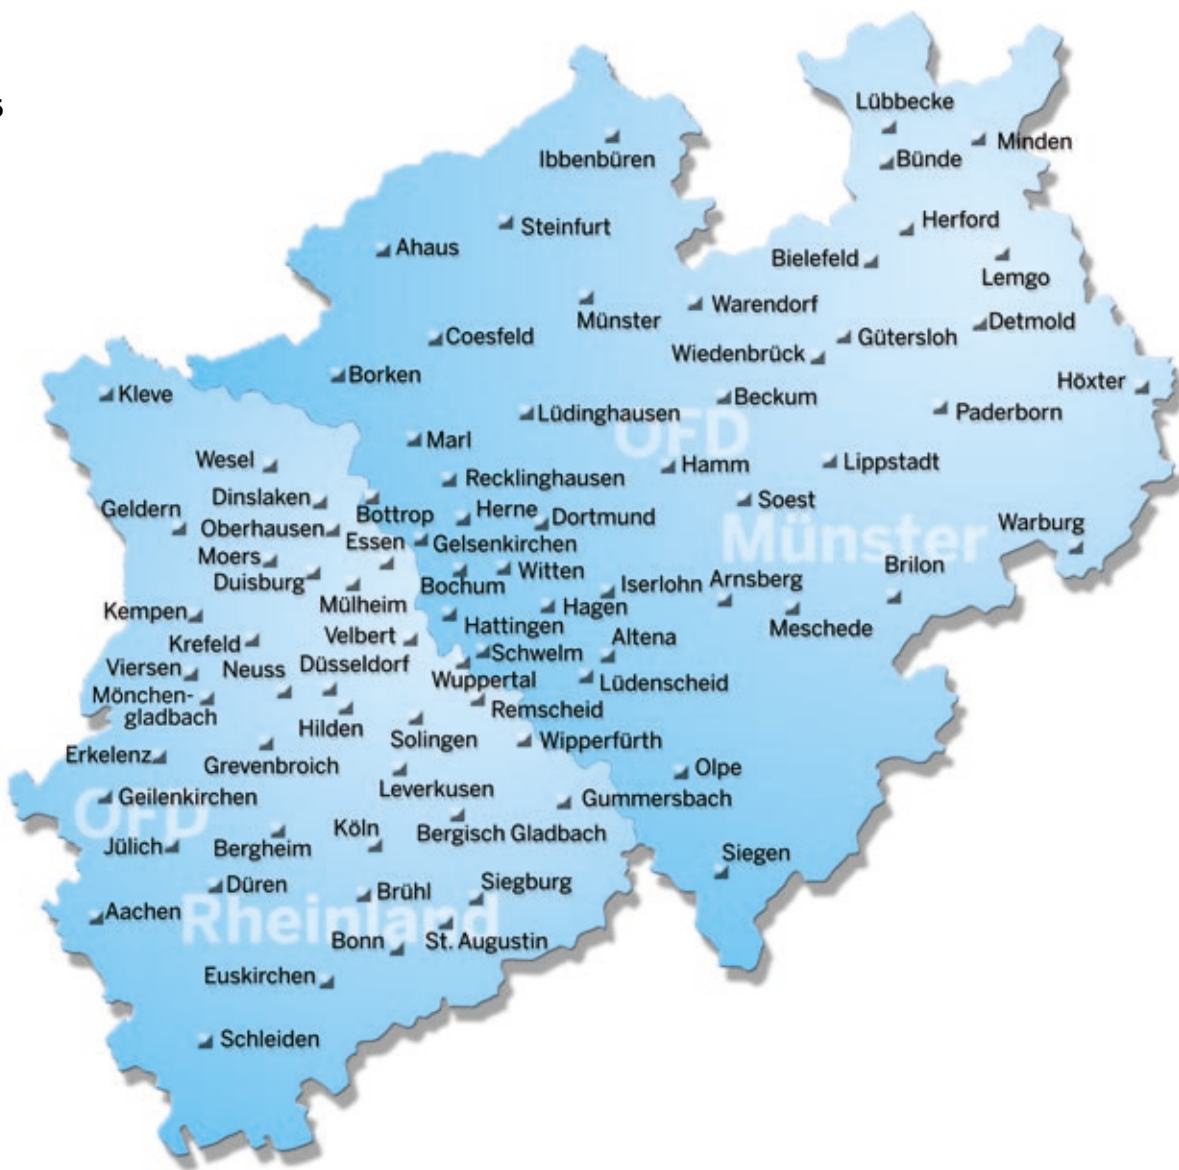 Lübbecke
Minden
Ibbenbüren
Bünde
Steinfurt
Herford
Ahaus
Bielefeld
Lemgo
Münster
Warendorf
Detmold
Coesfeld
Gütersloh
Wiedenbrück
Borken
Höxter
Kleve
Beckum
Paderborn
Lüdinghausen
OFD
Münster
Marl
Wesel
Hamm
Lippstadt
Recklinghausen
Dinslaken
Soest
Geldern
Bottrop
Herne
Dortmund
Oberhausen
Warburg
Essen
Gelsenkirchen
Moers
Duisburg
Bochum
Witten
Iserlohn
Arnsberg
Brilon
Mülheim
Hagen
Kempen
Hattingen
Meschede
Krefeld
Velbert
Altena
Schwelm
Viersen
Neuss
Düsseldorf
Wuppertal
Lüdenscheid
Mönchen-
gladbach
Remscheid
Hilden
Solingen
Wipperfürth
Erkelenz
Grevenbroich
Olpe
Leverkusen
Geilenkirchen
Gummersbach
OFD
Rheinland
Köln
Bergisch Gladbach
Jülich
Bergheim
Siegen
Düren
Brühl
Siegburg
Aachen
Bonn
St. Augustin
Euskirchen
Schleiden